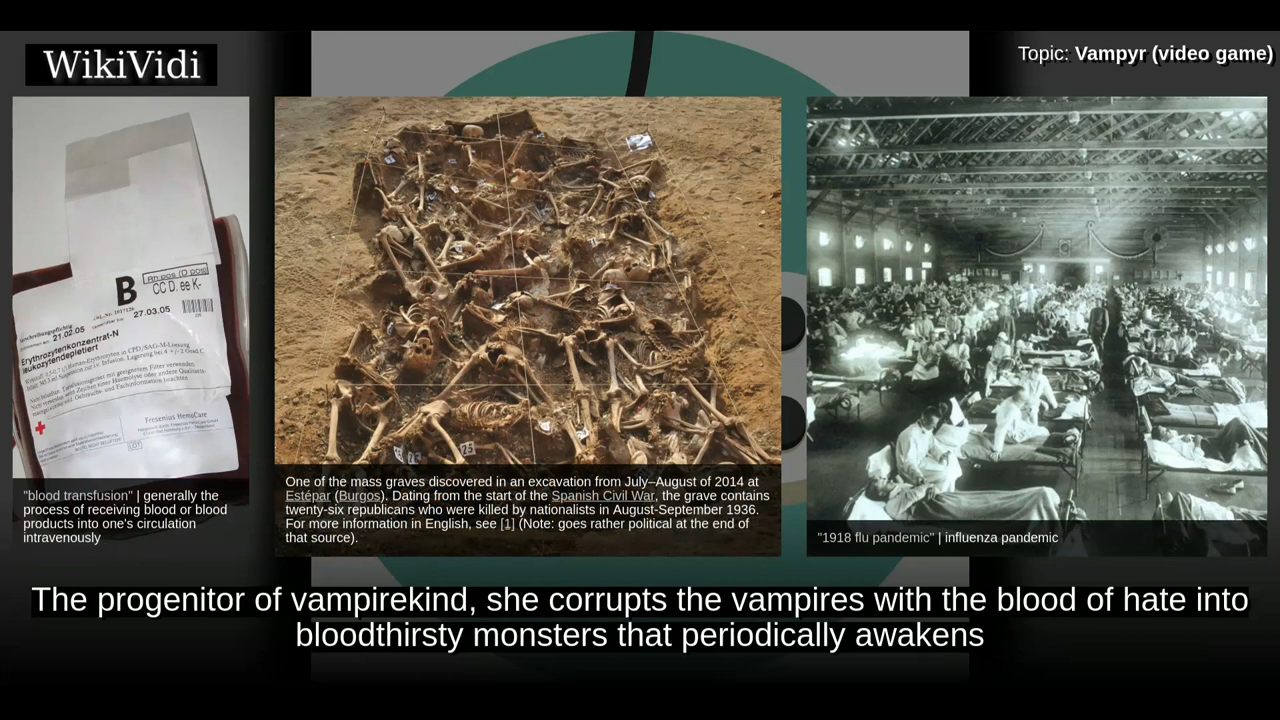 WikiVidi
Topic: Vampyr (video game)
B
Rh pos (D pos)
CC D. ee K-
27.03.05
21.02.05
Erythrozytenkonzentrat-N
leukozytendepletiert
Fresenius HemoCare
LOT
25
"blood transfusion" | generally the
process of receiving blood or blood
products into one's circulation
intravenously
One of the mass graves discovered in an excavation from July–August of 2014 at
Estépar (Burgos). Dating from the start of the Spanish Civil War, the grave contains
twenty-six republicans who were killed by nationalists in August-September 1936.
For more information in English, see [1] (Note: goes rather political at the end of
that source).
"1918 flu pandemic" | influenza pandemic
The progenitor of vampirekind, she corrupts the vampires with the blood of hate into
bloodthirsty monsters that periodically awakens